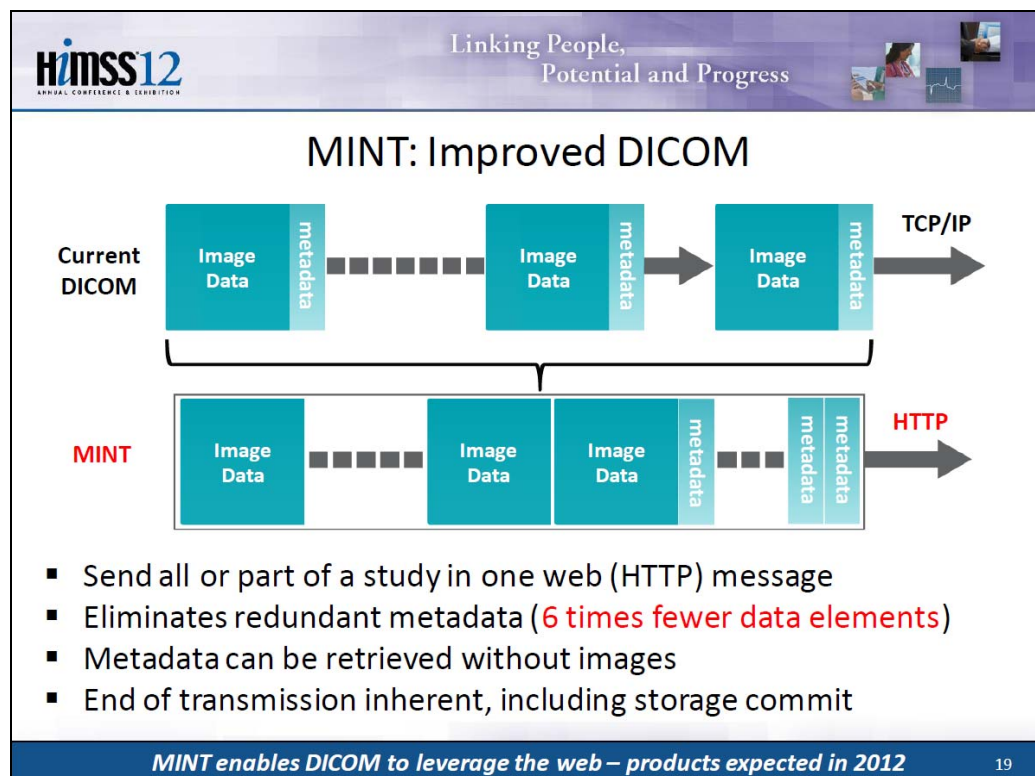 HIMSS12
ANNUAL CONFERENCE & EXHIBITION
Linking People,
Potential and Progress
MINT: Improved DICOM
Current
DICOM
Image
Data
metadata
Image
Data
metadata
Image
Data
metadata
TCP/IP
MINT
Image
Data
Image
Data
Image
Data
metadata
metadata
metadata
HTTP
▪ Send all or part of a study in one web (HTTP) message
▪ Eliminates redundant metadata (6 times fewer data elements)
▪ Metadata can be retrieved without images
▪ End of transmission inherent, including storage commit
MINT enables DICOM to leverage the web – products expected in 2012
19